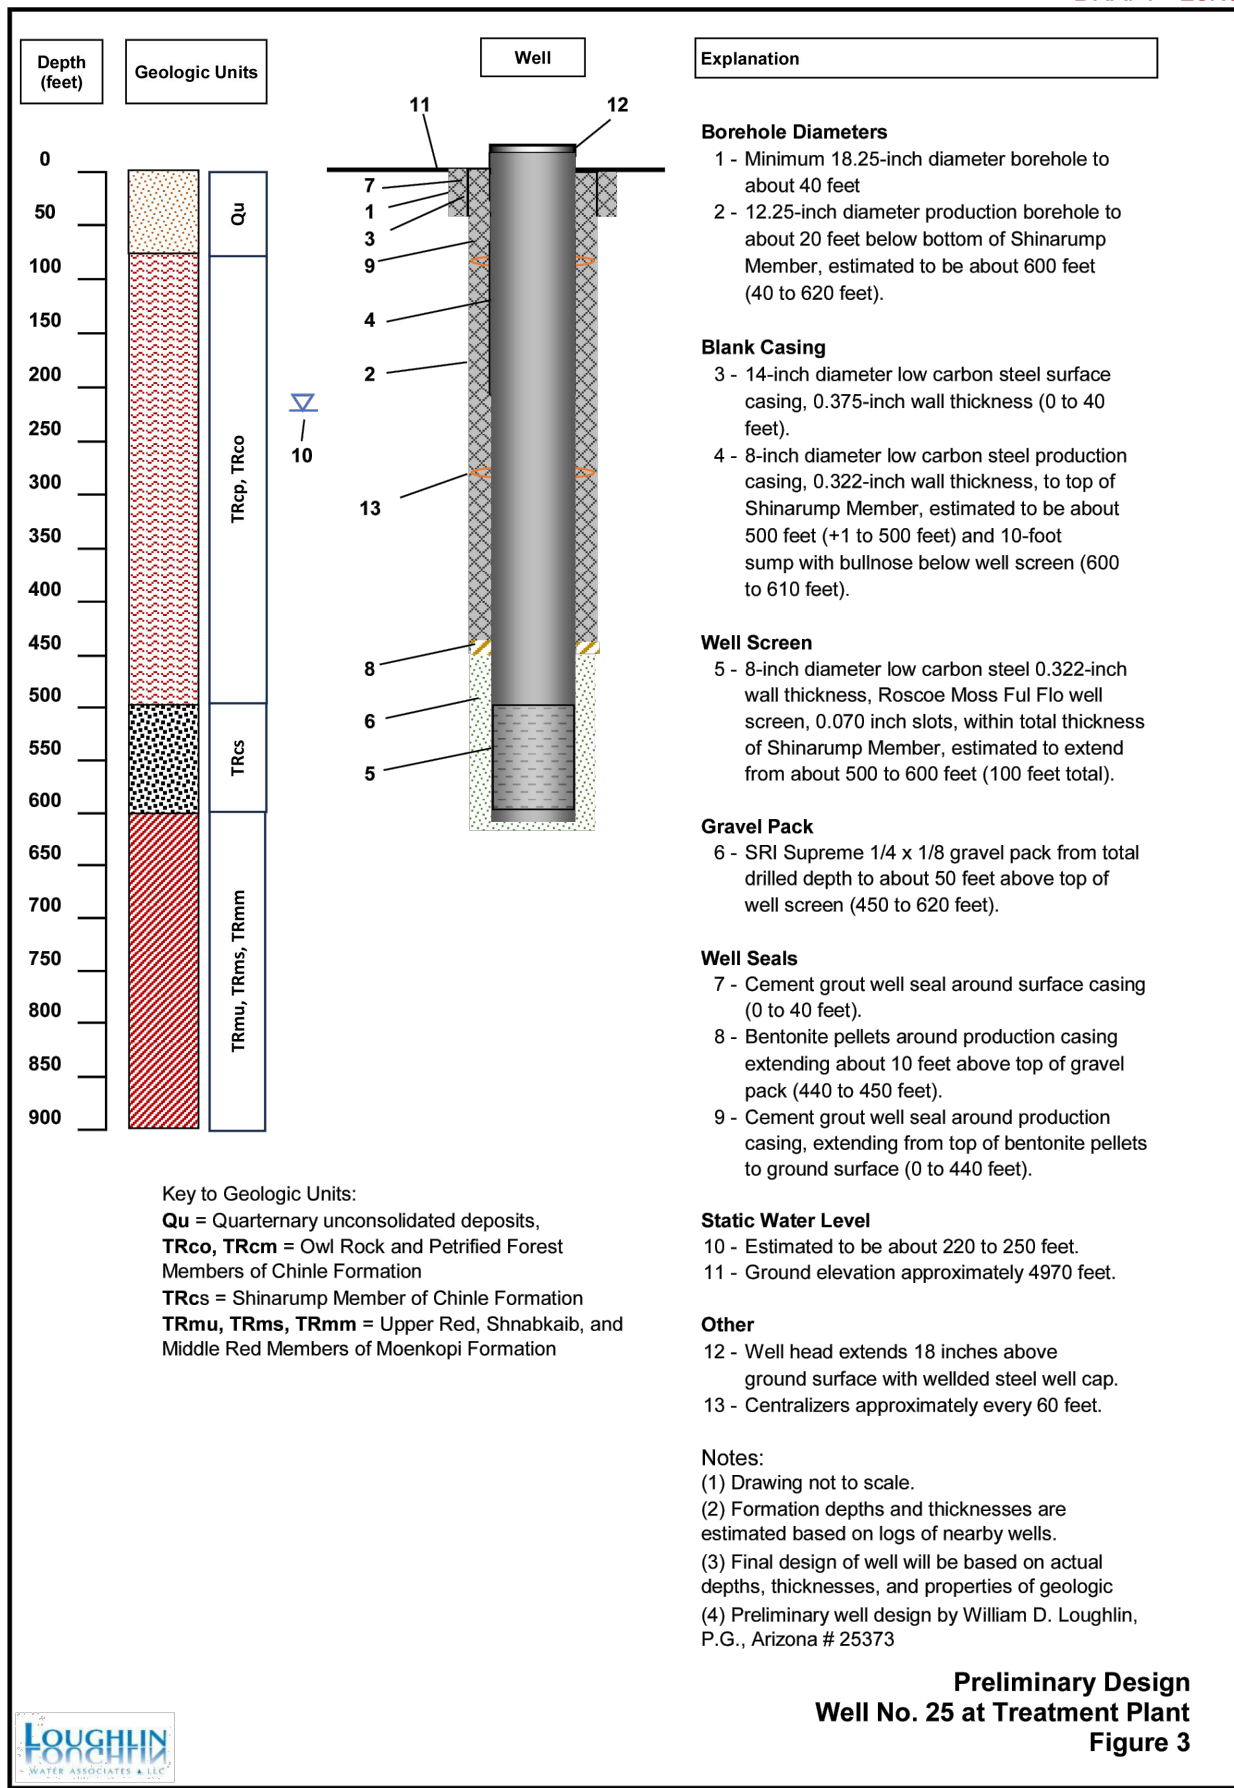 Depth
(feet)
Geologic Units
Well
Explanation
0
50
100
150
200
250
300
350
400
450
500
550
600
650
700
750
800
850
900
Qu
TRcp, TRco
TRcs
TRmu, TRms, TRmm
11
12
7
1
3
9
4
2
10
13
8
6
5
Borehole Diameters
1 - Minimum 18.25-inch diameter borehole to
about 40 feet
2 - 12.25-inch diameter production borehole to
about 20 feet below bottom of Shinarump
Member, estimated to be about 600 feet
(40 to 620 feet).
Blank Casing
3 - 14-inch diameter low carbon steel surface
casing, 0.375-inch wall thickness (0 to 40
feet).
4 - 8-inch diameter low carbon steel production
casing, 0.322-inch wall thickness, to top of
Shinarump Member, estimated to be about
500 feet (+1 to 500 feet) and 10-foot
sump with bullnose below well screen (600
to 610 feet).
Well Screen
5 - 8-inch diameter low carbon steel 0.322-inch
wall thickness, Roscoe Moss Ful Flo well
screen, 0.070 inch slots, within total thickness
of Shinarump Member, estimated to extend
from about 500 to 600 feet (100 feet total).
Gravel Pack
6 - SRI Supreme 1/4 x 1/8 gravel pack from total
drilled depth to about 50 feet above top of
well screen (450 to 620 feet).
Well Seals
7 - Cement grout well seal around surface casing
(0 to 40 feet).
8 - Bentonite pellets around production casing
extending about 10 feet above top of gravel
pack (440 to 450 feet).
9 - Cement grout well seal around production
casing, extending from top of bentonite pellets
to ground surface (0 to 440 feet).
Static Water Level
10 - Estimated to be about 220 to 250 feet.
11 - Ground elevation approximately 4970 feet.
Other
12 - Well head extends 18 inches above
ground surface with wellded steel well cap.
13 - Centralizers approximately every 60 feet.
Notes:
(1) Drawing not to scale.
(2) Formation depths and thicknesses are
estimated based on logs of nearby wells.
(3) Final design of well will be based on actual
depths, thicknesses, and properties of geologic
(4) Preliminary well design by William D. Loughlin,
P.G., Arizona # 25373
Key to Geologic Units:
Qu = Quarternary unconsolidated deposits,
TRco, TRcm = Owl Rock and Petrified Forest
Members of Chinle Formation
TRcs = Shinarump Member of Chinle Formation
TRmu, TRms, TRmm = Upper Red, Shnabkaib, and
Middle Red Members of Moenkopi Formation
Preliminary Design
Well No. 25 at Treatment Plant
Figure 3
LOUGHLIN
WATER ASSOCIATES LLC